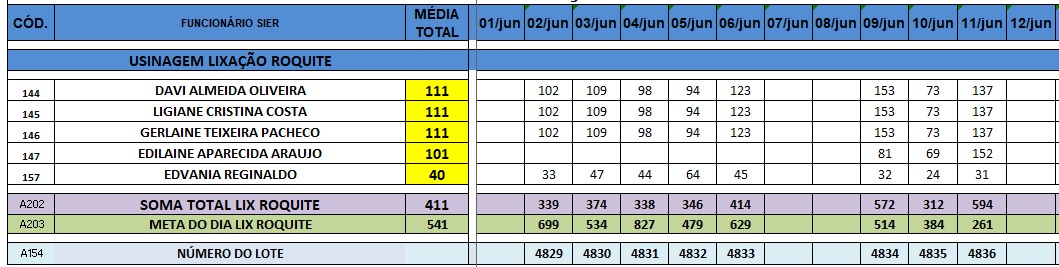 CÓD. FUNCIONÁRIO SIER MÉDIA TOTAL 01/jun 02/jun 03/jun 04/jun 05/jun 06/jun 07/jun 08/jun 09/jun 10/jun 11/jun 12/jun
USINAGEM LIXAÇÃO ROQUITE
144 DAVI ALMEIDA OLIVEIRA 111 102 109 98 94 123 153 73 137
145 LIGIANE CRISTINA COSTA 111 102 109 98 94 123 153 73 137
146 GERLAINE TEIXEIRA PACHECO 111 102 109 98 94 123 153 73 137
147 EDILAINE APARECIDA ARAUJO 101 81 69 152
157 EDVANIA REGINALDO 40 33 47 44 64 45 32 24 31
A202 SOMA TOTAL LIX ROQUITE 411 339 374 338 346 414 572 312 594
A203 META DO DIA LIX ROQUITE 541 699 534 827 479 629 514 384 261
A154 NÚMERO DO LOTE 4829 4830 4831 4832 4833 4834 4835 4836